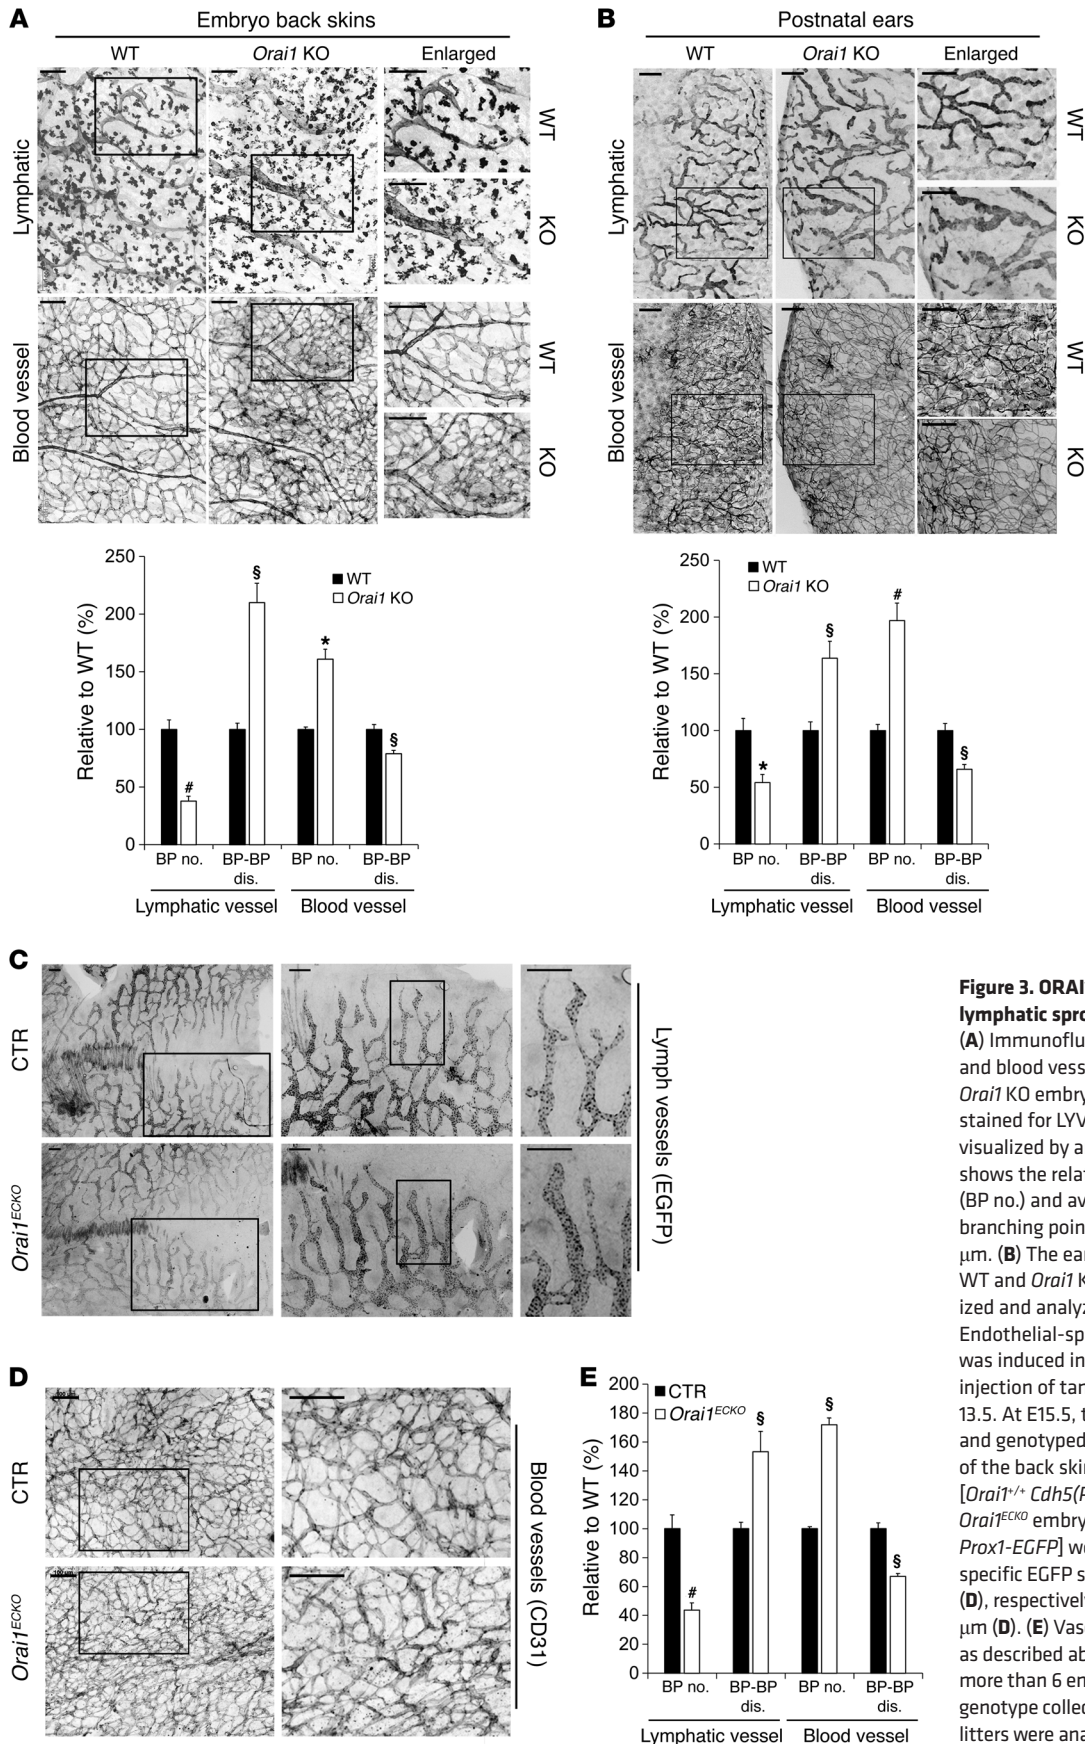 A
Embryo back skins
WT
Orai1 KO
Enlarged
Lymphatic
WT
KO
Blood vessel
WT
KO
250
200
150
100
50
0
Relative to WT (%)
WT
Orai1 KO
#
§
*
§
BP no.
BP-BP dis.
BP no.
BP-BP dis.
Lymphatic vessel
Blood vessel
B
Postnatal ears
WT
Orai1 KO
Enlarged
Lymphatic
WT
KO
Blood vessel
WT
KO
250
200
150
100
50
0
Relative to WT (%)
WT
Orai1 KO
*
§
#
§
BP no.
BP-BP dis.
BP no.
BP-BP dis.
Lymphatic vessel
Blood vessel
C
CTR
Orai1ECKO
Lymph vessels (EGFP)
D
CTR
Orai1ECKO
100 µm
Blood vessels (CD31)
E
200
180
160
140
120
100
80
60
40
20
0
Relative to WT (%)
CTR
Orai1ECKO
#
§
§
§
BP no.
BP-BP dis.
BP no.
BP-BP dis.
Lymphatic vessel
Blood vessel
Figure 3. ORAI
lymphatic spro
(A) Immunoflu
and blood vess
Orai1 KO embry
stained for LYV
visualized by a
shows the relat
(BP no.) and av
branching poin
μm. (B) The ear
WT and Orai1 K
ized and analyz
Endothelial-sp
was induced in
injection of tar
13.5. At E15.5, t
and genotyped
of the back skin
[Orai1+/+ Cdh5(P
Orai1ECKO embry
Prox1-EGFP] we
specific EGFP s
(D), respectively
μm (D). (E) Vasc
as described ab
more than 6 en
genotype collec
litters were ana